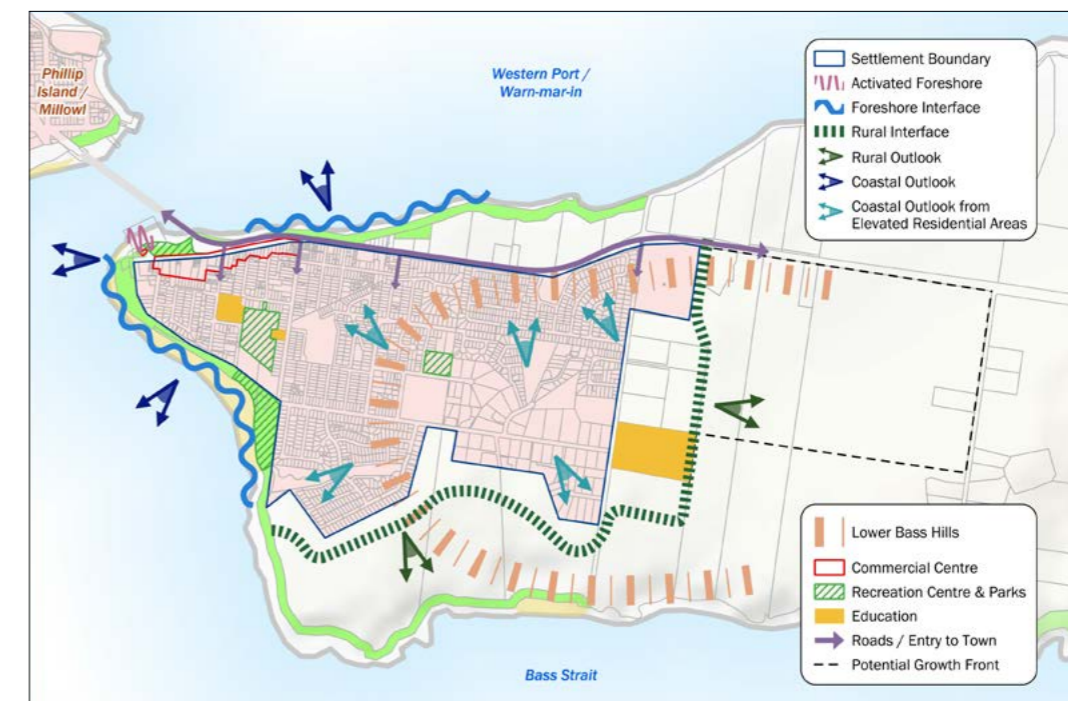 Phillip
Island /
Millowl
Western Port /
Warn-mar-in
Settlement Boundary
Activated Foreshore
Foreshore Interface
Rural Interface
Rural Outlook
Coastal Outlook
Coastal Outlook from
Elevated Residential Areas
Lower Bass Hills
Commercial Centre
Recreation Centre & Parks
Education
Roads / Entry to Town
Potential Growth Front
Bass Strait